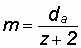 m = d_a / (z + 2)